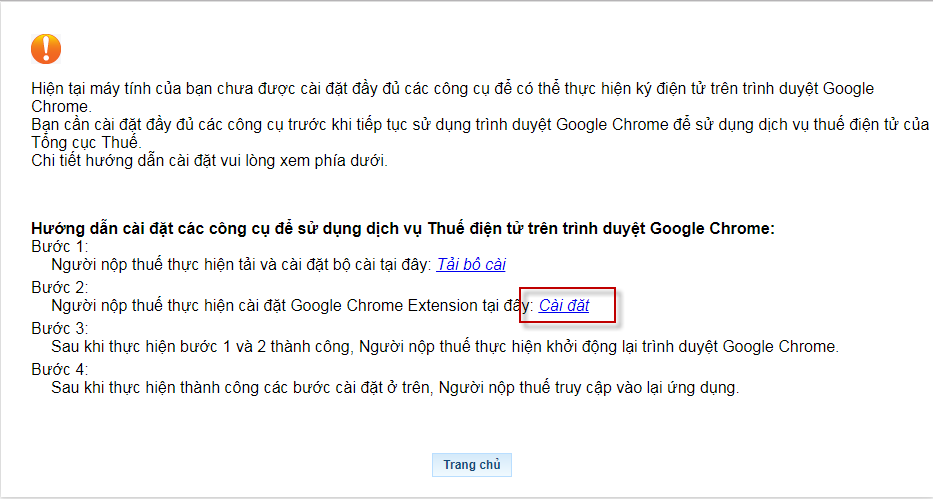 Hiện tại máy tính của bạn chưa được cài đặt đầy đủ các công cụ để có thể thực hiện ký điện tử trên trình duyệt Google
Chrome.
Bạn cần cài đặt đầy đủ các công cụ trước khi tiếp tục sử dụng trình duyệt Google Chrome để sử dụng dịch vụ thuế điện tử của
Tổng cục Thuế.
Chi tiết hướng dẫn cài đặt vui lòng xem phía dưới.
Hướng dẫn cài đặt các công cụ để sử dụng dịch vụ Thuế điện tử trên trình duyệt Google Chrome:
Bước 1:
Người nộp thuế thực hiện tải và cài đặt bộ cài tại đây: Tải bộ cài
Bước 2:
Người nộp thuế thực hiện cài đặt Google Chrome Extension tại đây: Cài đặt
Bước 3:
Sau khi thực hiện bước 1 và 2 thành công, Người nộp thuế thực hiện khởi động lại trình duyệt Google Chrome.
Bước 4:
Sau khi thực hiện thành công các bước cài đặt ở trên, Người nộp thuế truy cập vào lại ứng dụng.
Trang chủ